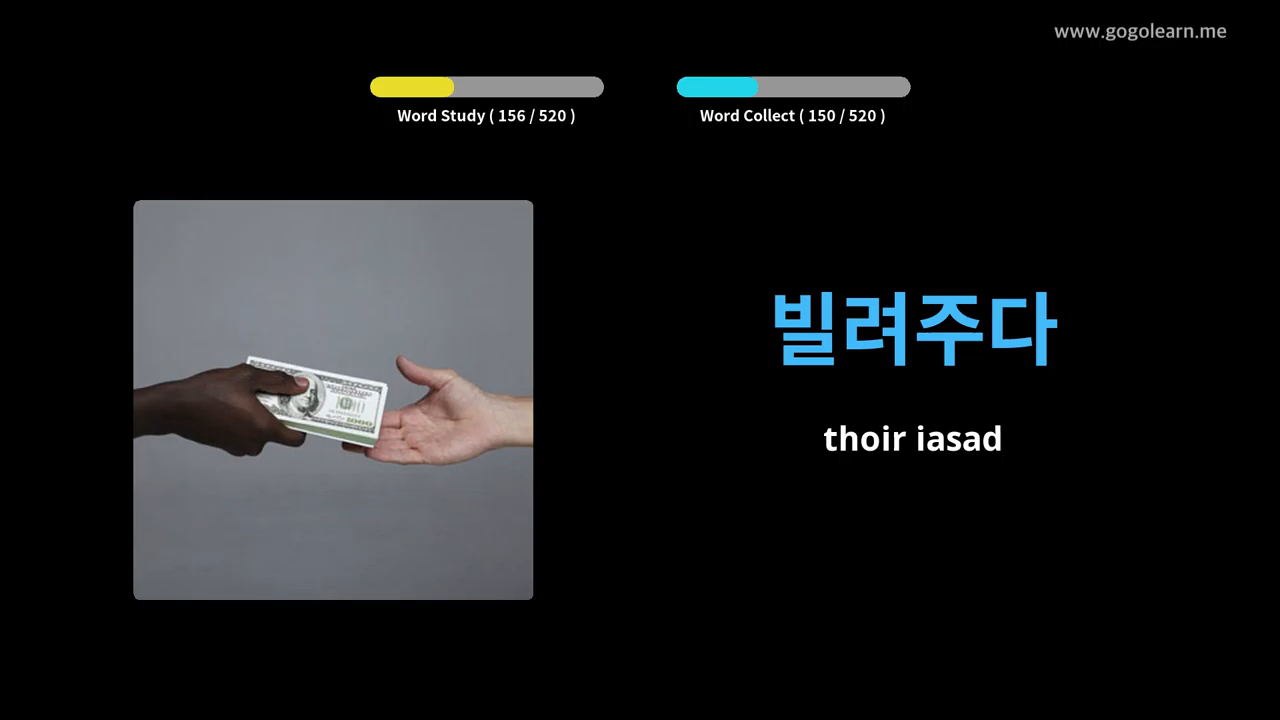 www.gogolearn.me
Word Study ( 156 / 520 )
Word Collect ( 150 / 520 )
빌려주다
thoir iasad